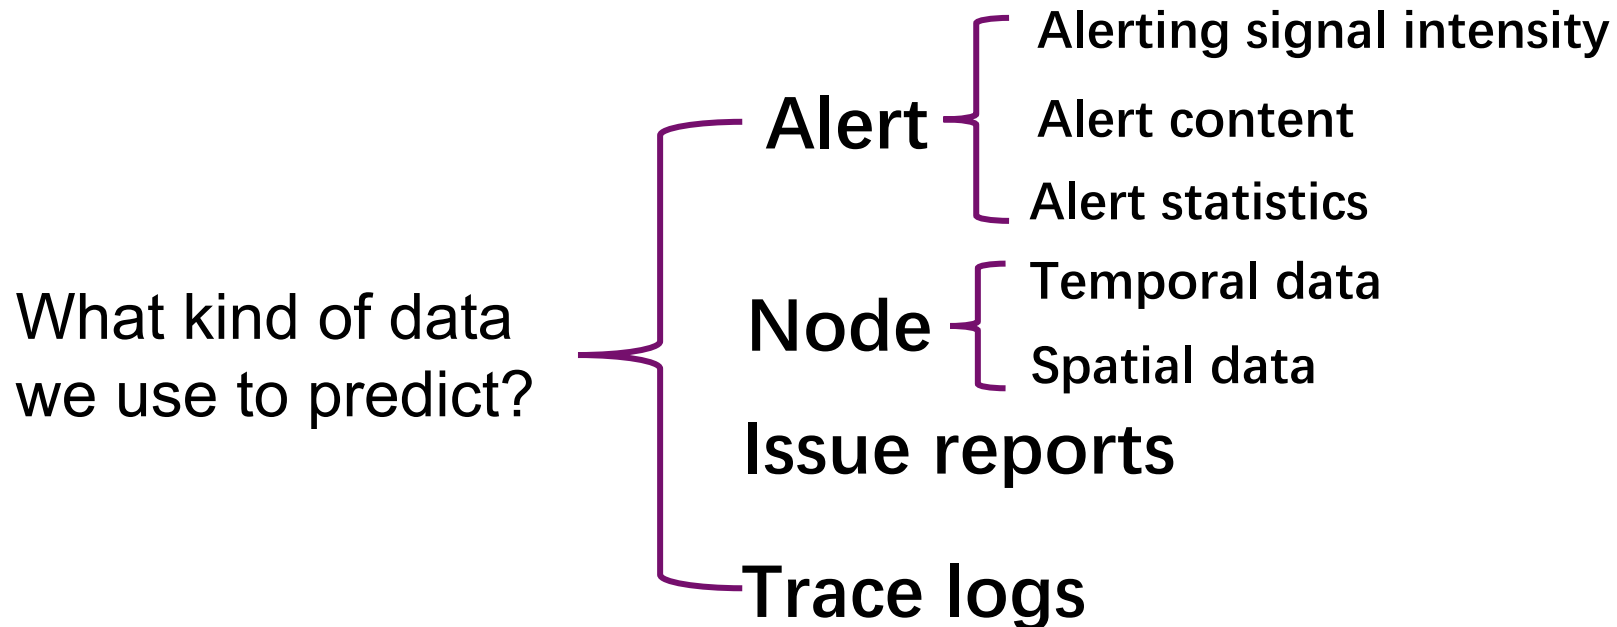 What kind of data
we use to predict?
Alert
Alerting signal intensity
Alert content
Alert statistics
Node
Temporal data
Spatial data
Issue reports
Trace logs